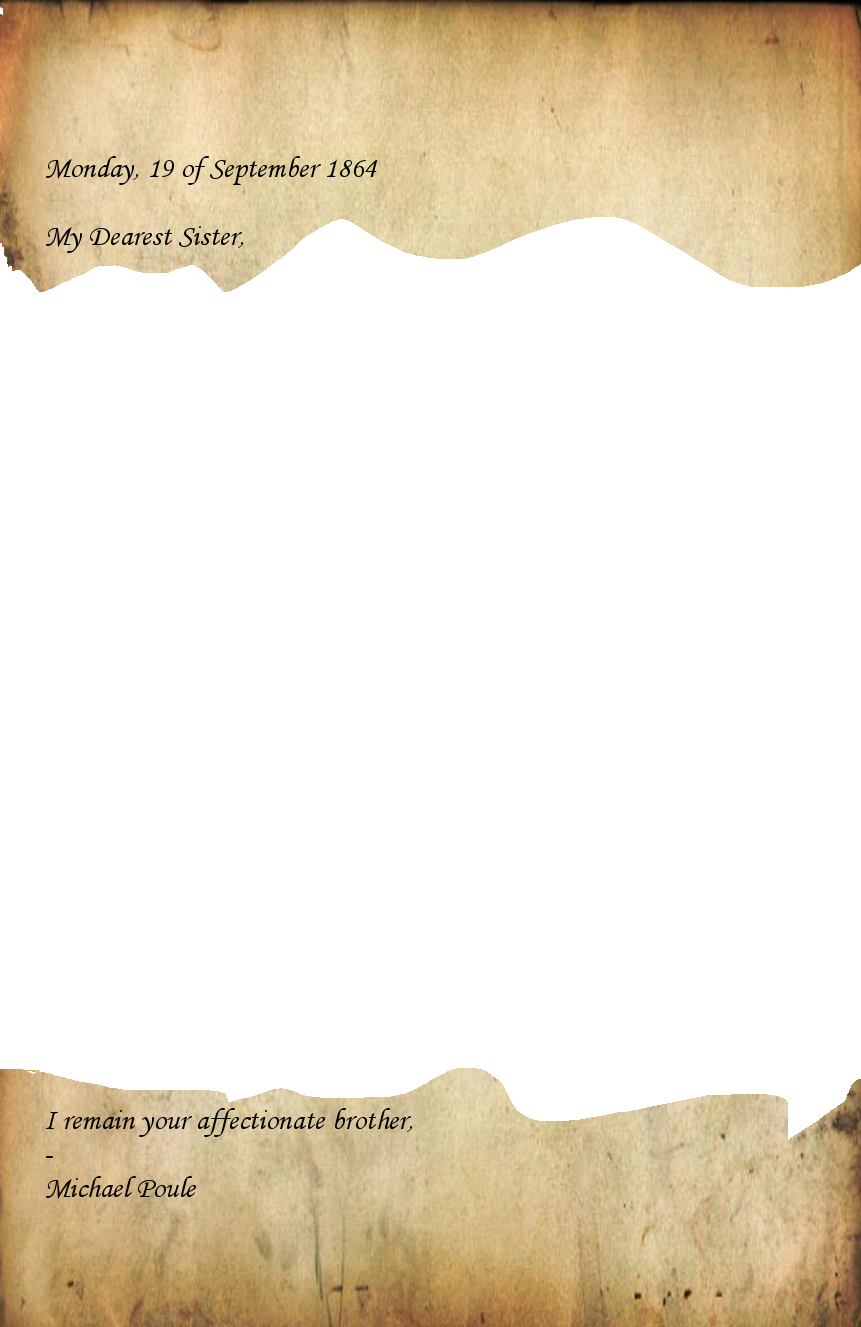 Monday, 19 of September 1864
My Dearest Sister,
I remain your affectionate brother,
-
Michael Poule